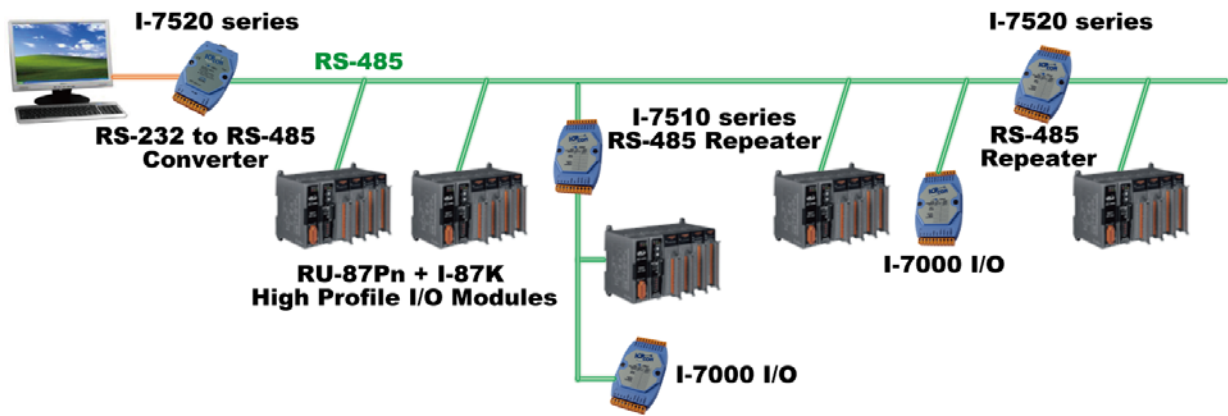 I-7520 series
I-7520 series
RS-485
I-7510 series
RS-485 Repeater
RS-232 to RS-485
Converter
RS-485
Repeater
I-7000 I/O
RU-87Pn + I-87K
High Profile I/O Modules
I-7000 I/O